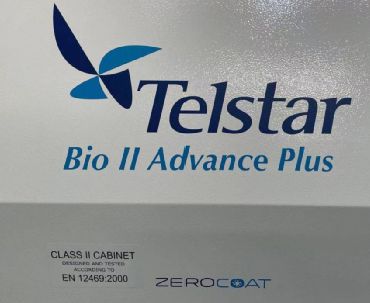 Telstar
Bio II Advance Plus
CLASS II CABINET
DESIGNED AND TESTED
ACCORDING TO
EN 12469:2000
ZEROCOAT